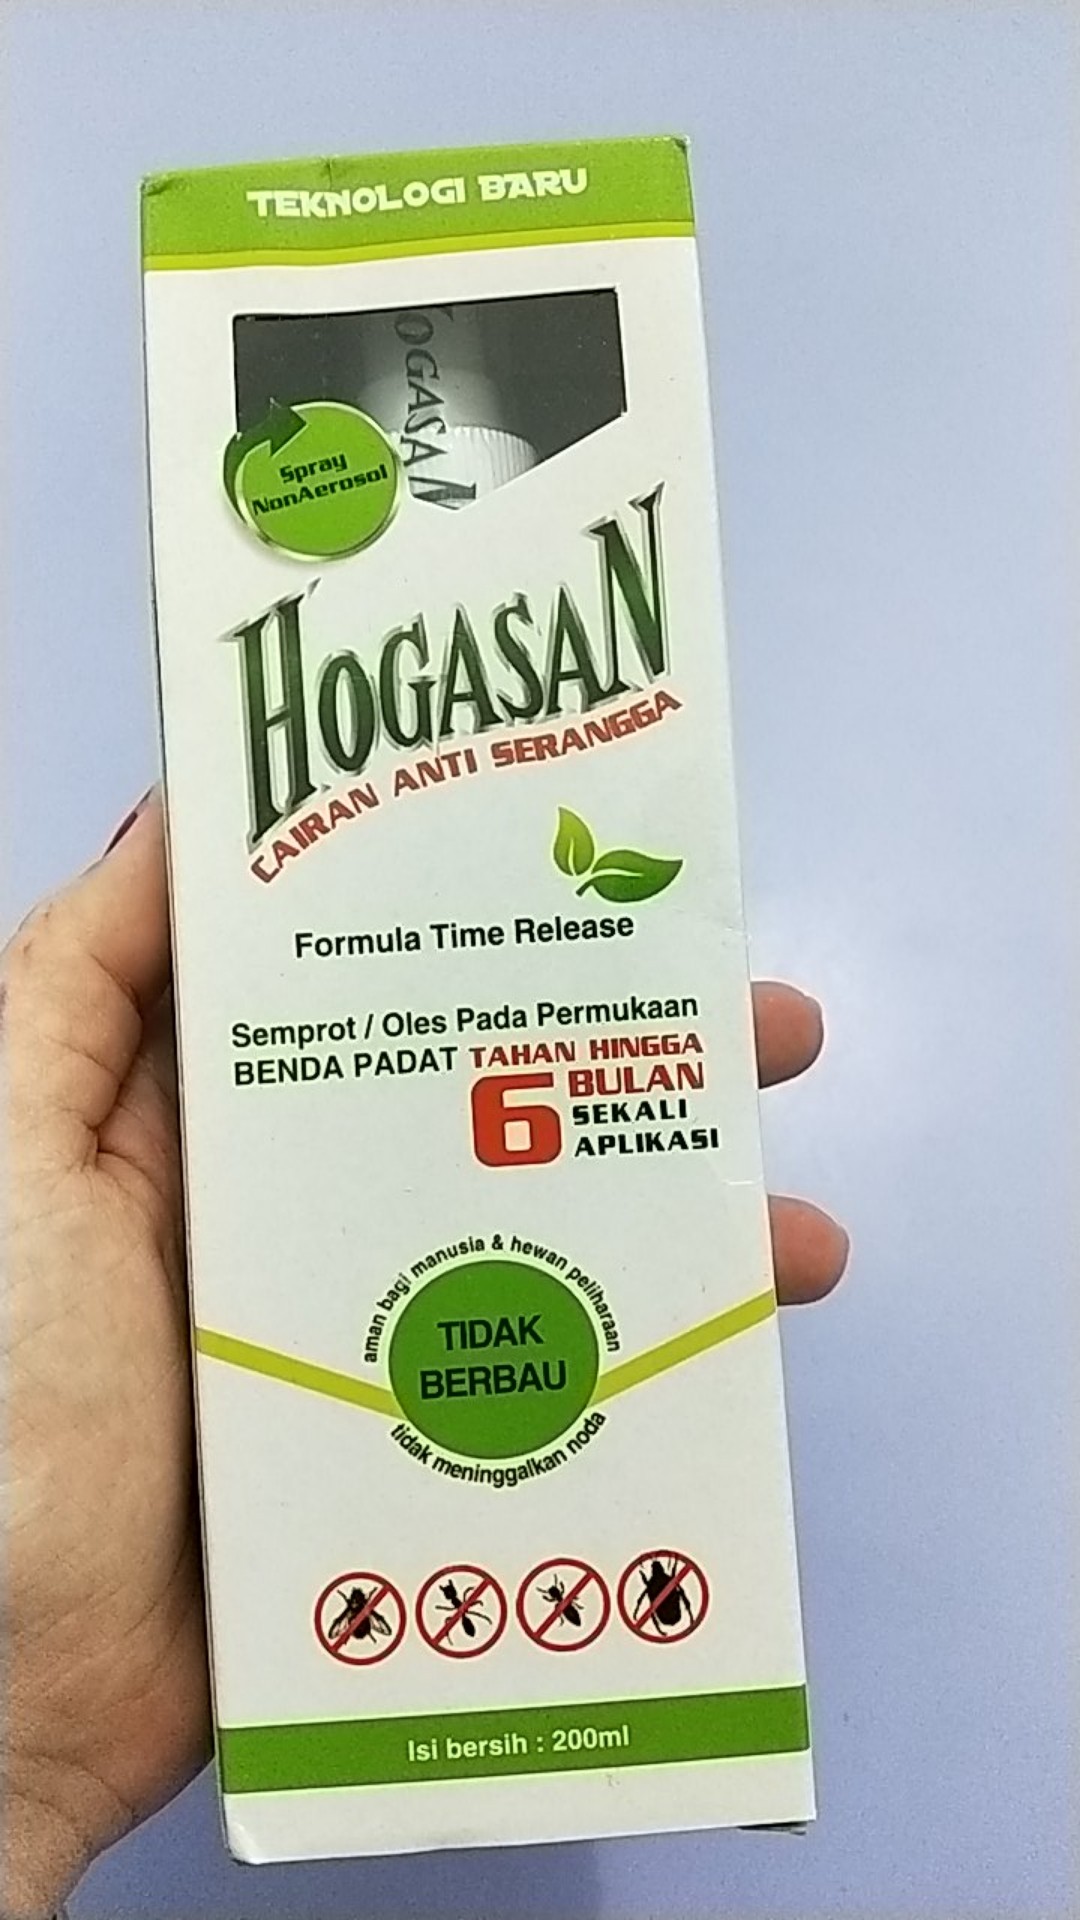 TEKNOLOGI BARU
OGASAN
Spray
NonAerosol
HOGASAN
CAIRAN ANTI SERANGGA
Formula Time Release
Semprot / Oles Pada Permukaan
BENDA PADAT TAHAN HINGGA
6 BULAN
SEKALI
APLIKASI
aman bagi manusia & hewan peliharaan
TIDAK
BERBAU
tidak meninggalkan noda
Isi bersih : 200ml